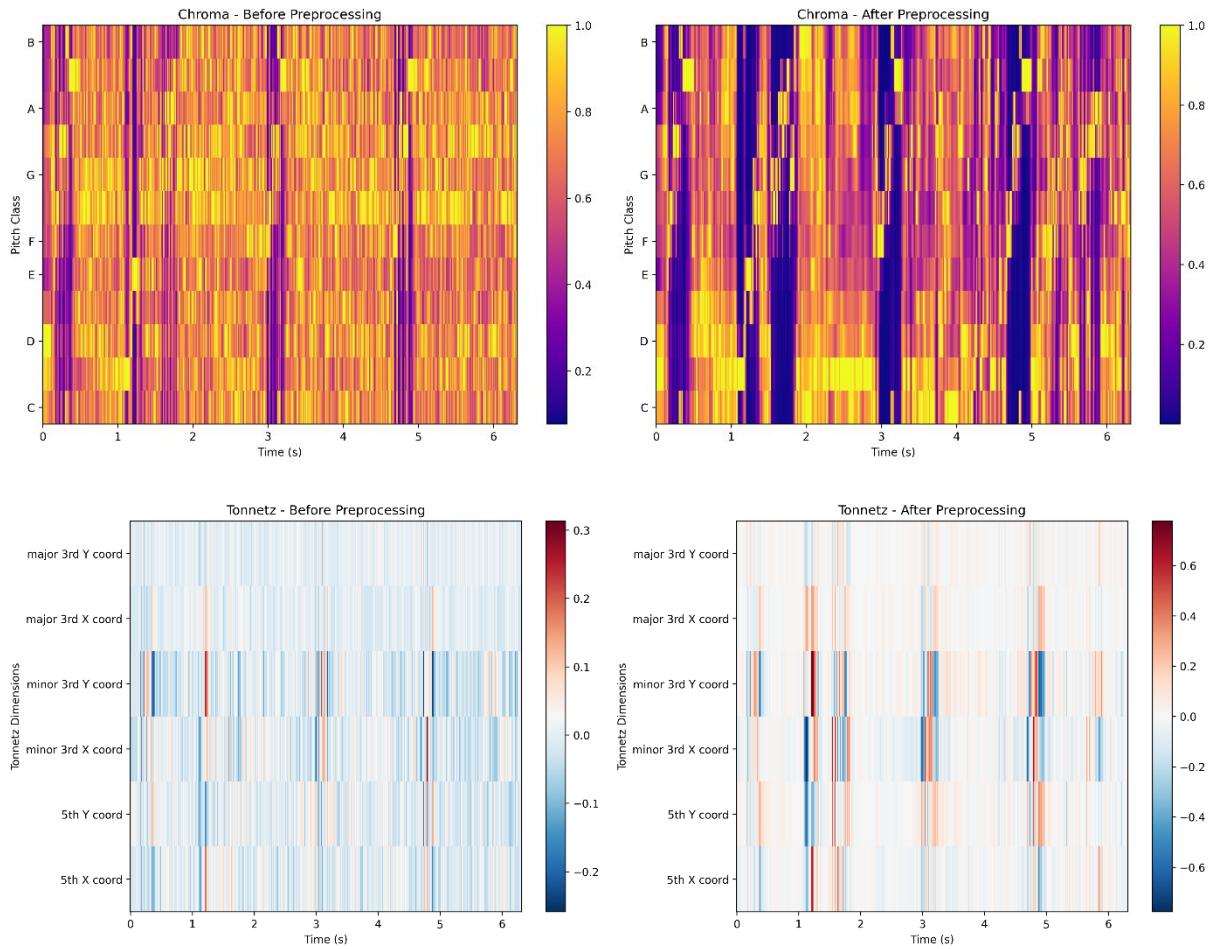 Chroma - Before Preprocessing
Pitch Class
B
A
G
F
E
D
C
0 1 2 3 4 5 6
Time (s)
1.0
0.8
0.6
0.4
0.2
Chroma - After Preprocessing
Pitch Class
B
A
G
F
E
D
C
0 1 2 3 4 5 6
Time (s)
1.0
0.8
0.6
0.4
0.2
Tonnetz - Before Preprocessing
Tonnetz Dimensions
major 3rd Y coord
major 3rd X coord
minor 3rd Y coord
minor 3rd X coord
5th Y coord
5th X coord
0 1 2 3 4 5 6
Time (s)
0.3
0.2
0.1
0.0
−0.1
−0.2
Tonnetz - After Preprocessing
Tonnetz Dimensions
major 3rd Y coord
major 3rd X coord
minor 3rd Y coord
minor 3rd X coord
5th Y coord
5th X coord
0 1 2 3 4 5 6
Time (s)
0.6
0.4
0.2
0.0
−0.2
−0.4
−0.6